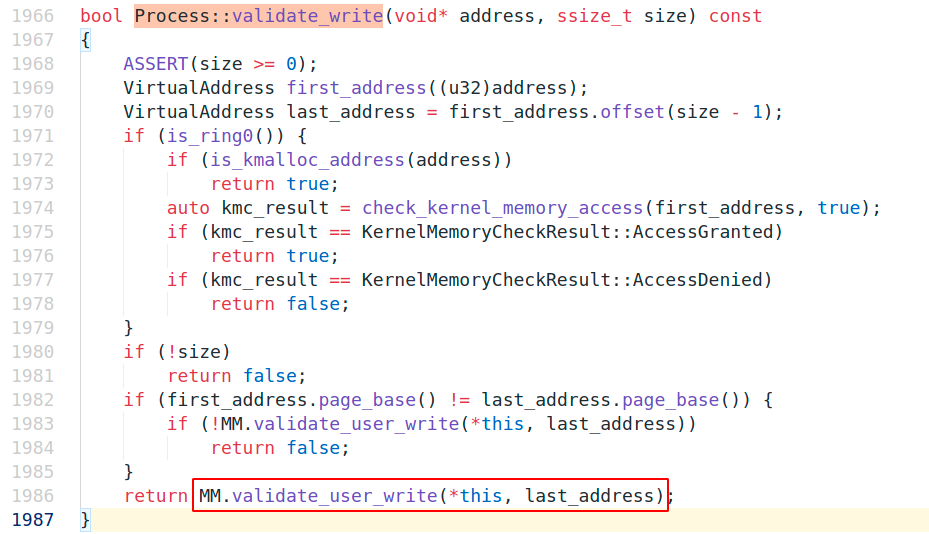 1966 bool Process::validate_write(void* address, ssize_t size) const
1967 {
1968     ASSERT(size >= 0);
1969     VirtualAddress first_address((u32)address);
1970     VirtualAddress last_address = first_address.offset(size - 1);
1971     if (is_ring0()) {
1972         if (is_kmalloc_address(address))
1973             return true;
1974         auto kmc_result = check_kernel_memory_access(first_address, true);
1975         if (kmc_result == KernelMemoryCheckResult::AccessGranted)
1976             return true;
1977         if (kmc_result == KernelMemoryCheckResult::AccessDenied)
1978             return false;
1979     }
1980     if (!size)
1981         return false;
1982     if (first_address.page_base() != last_address.page_base()) {
1983         if (!MM.validate_user_write(*this, last_address))
1984             return false;
1985     }
1986     return MM.validate_user_write(*this, last_address);
1987 }